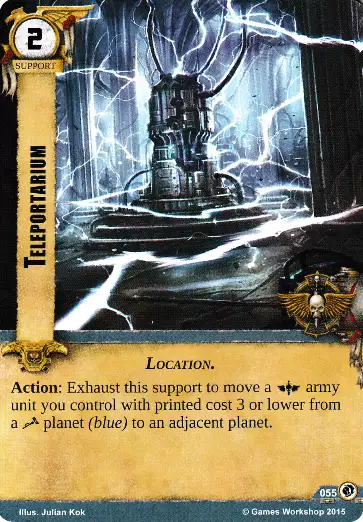 2
SUPPORT
TELEPORTARIUM
LOCATION.
Action: Exhaust this support to move a army
unit you control with printed cost 3 or lower from
a planet (blue) to an adjacent planet.
055
Illus. Julian Kok
© Games Workshop 2015